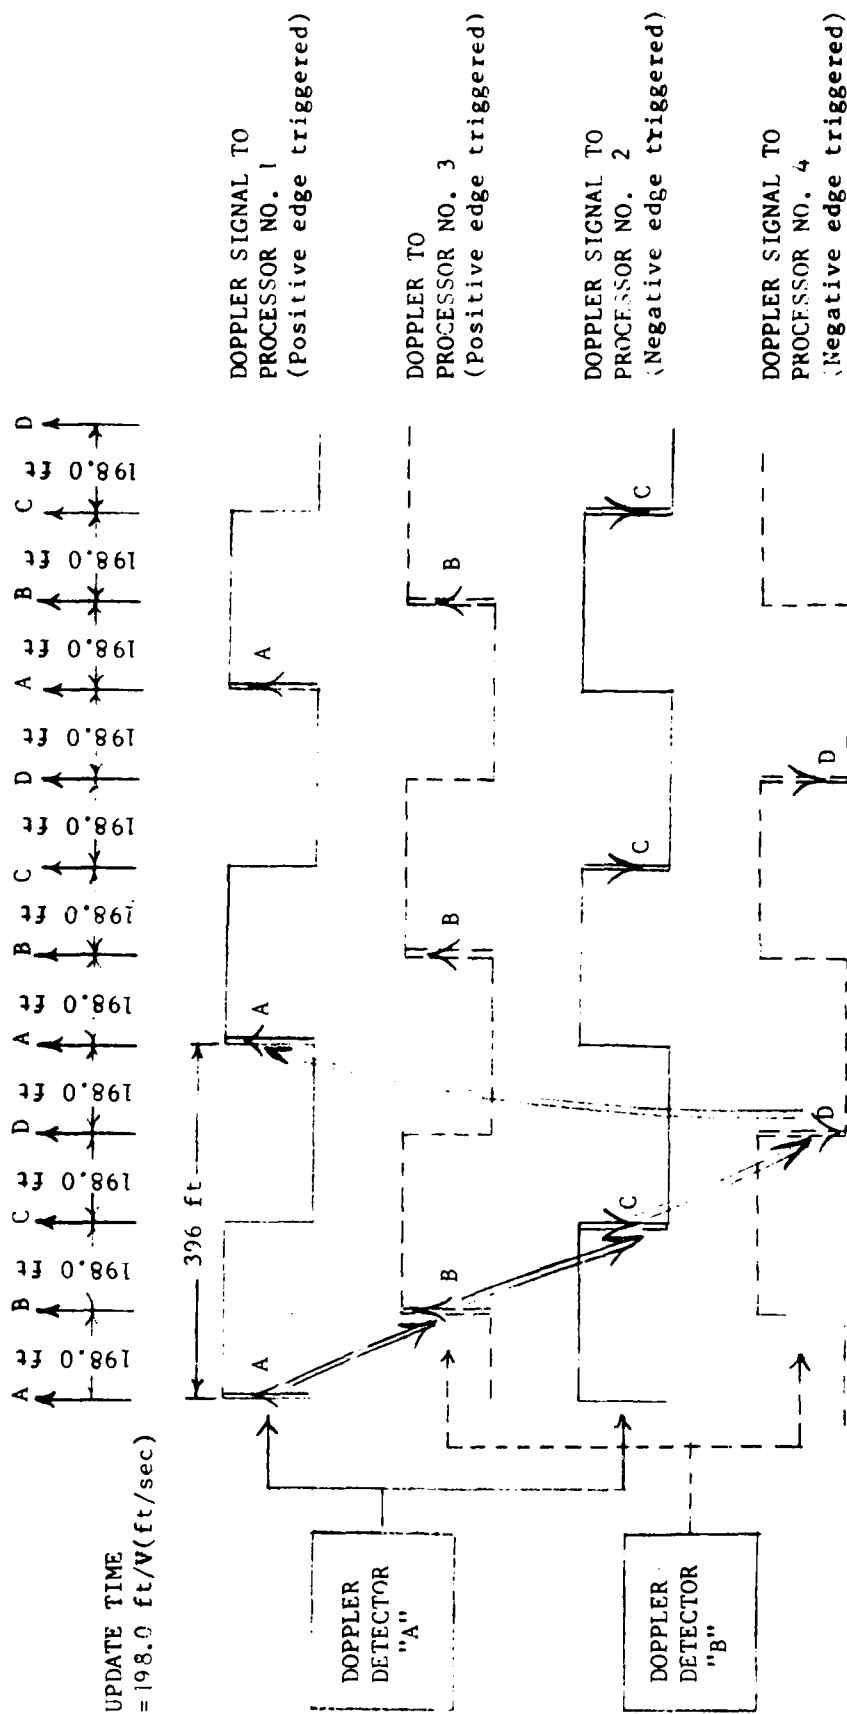 A B C D A B C D A B C D
198.0 ft 198.0 ft 198.0 ft 198.0 ft 198.0 ft 198.0 ft 198.0 ft 198.0 ft 198.0 ft 198.0 ft 198.0 ft
UPDATE TIME
=198.0 ft/V(ft/sec)
396 ft
A A A
DOPPLER SIGNAL TO
PROCESSOR NO. 1
(Positive edge triggered)
DOPPLER
DETECTOR
"A"
B B B
DOPPLER TO
PROCESSOR NO. 3
(Positive edge triggered)
C C C
DOPPLER SIGNAL TO
PROCESSOR NO. 2
(Negative edge triggered)
DOPPLER
DETECTOR
"B"
D D
DOPPLER SIGNAL TO
PROCESSOR NO. 4
(Negative edge triggered)